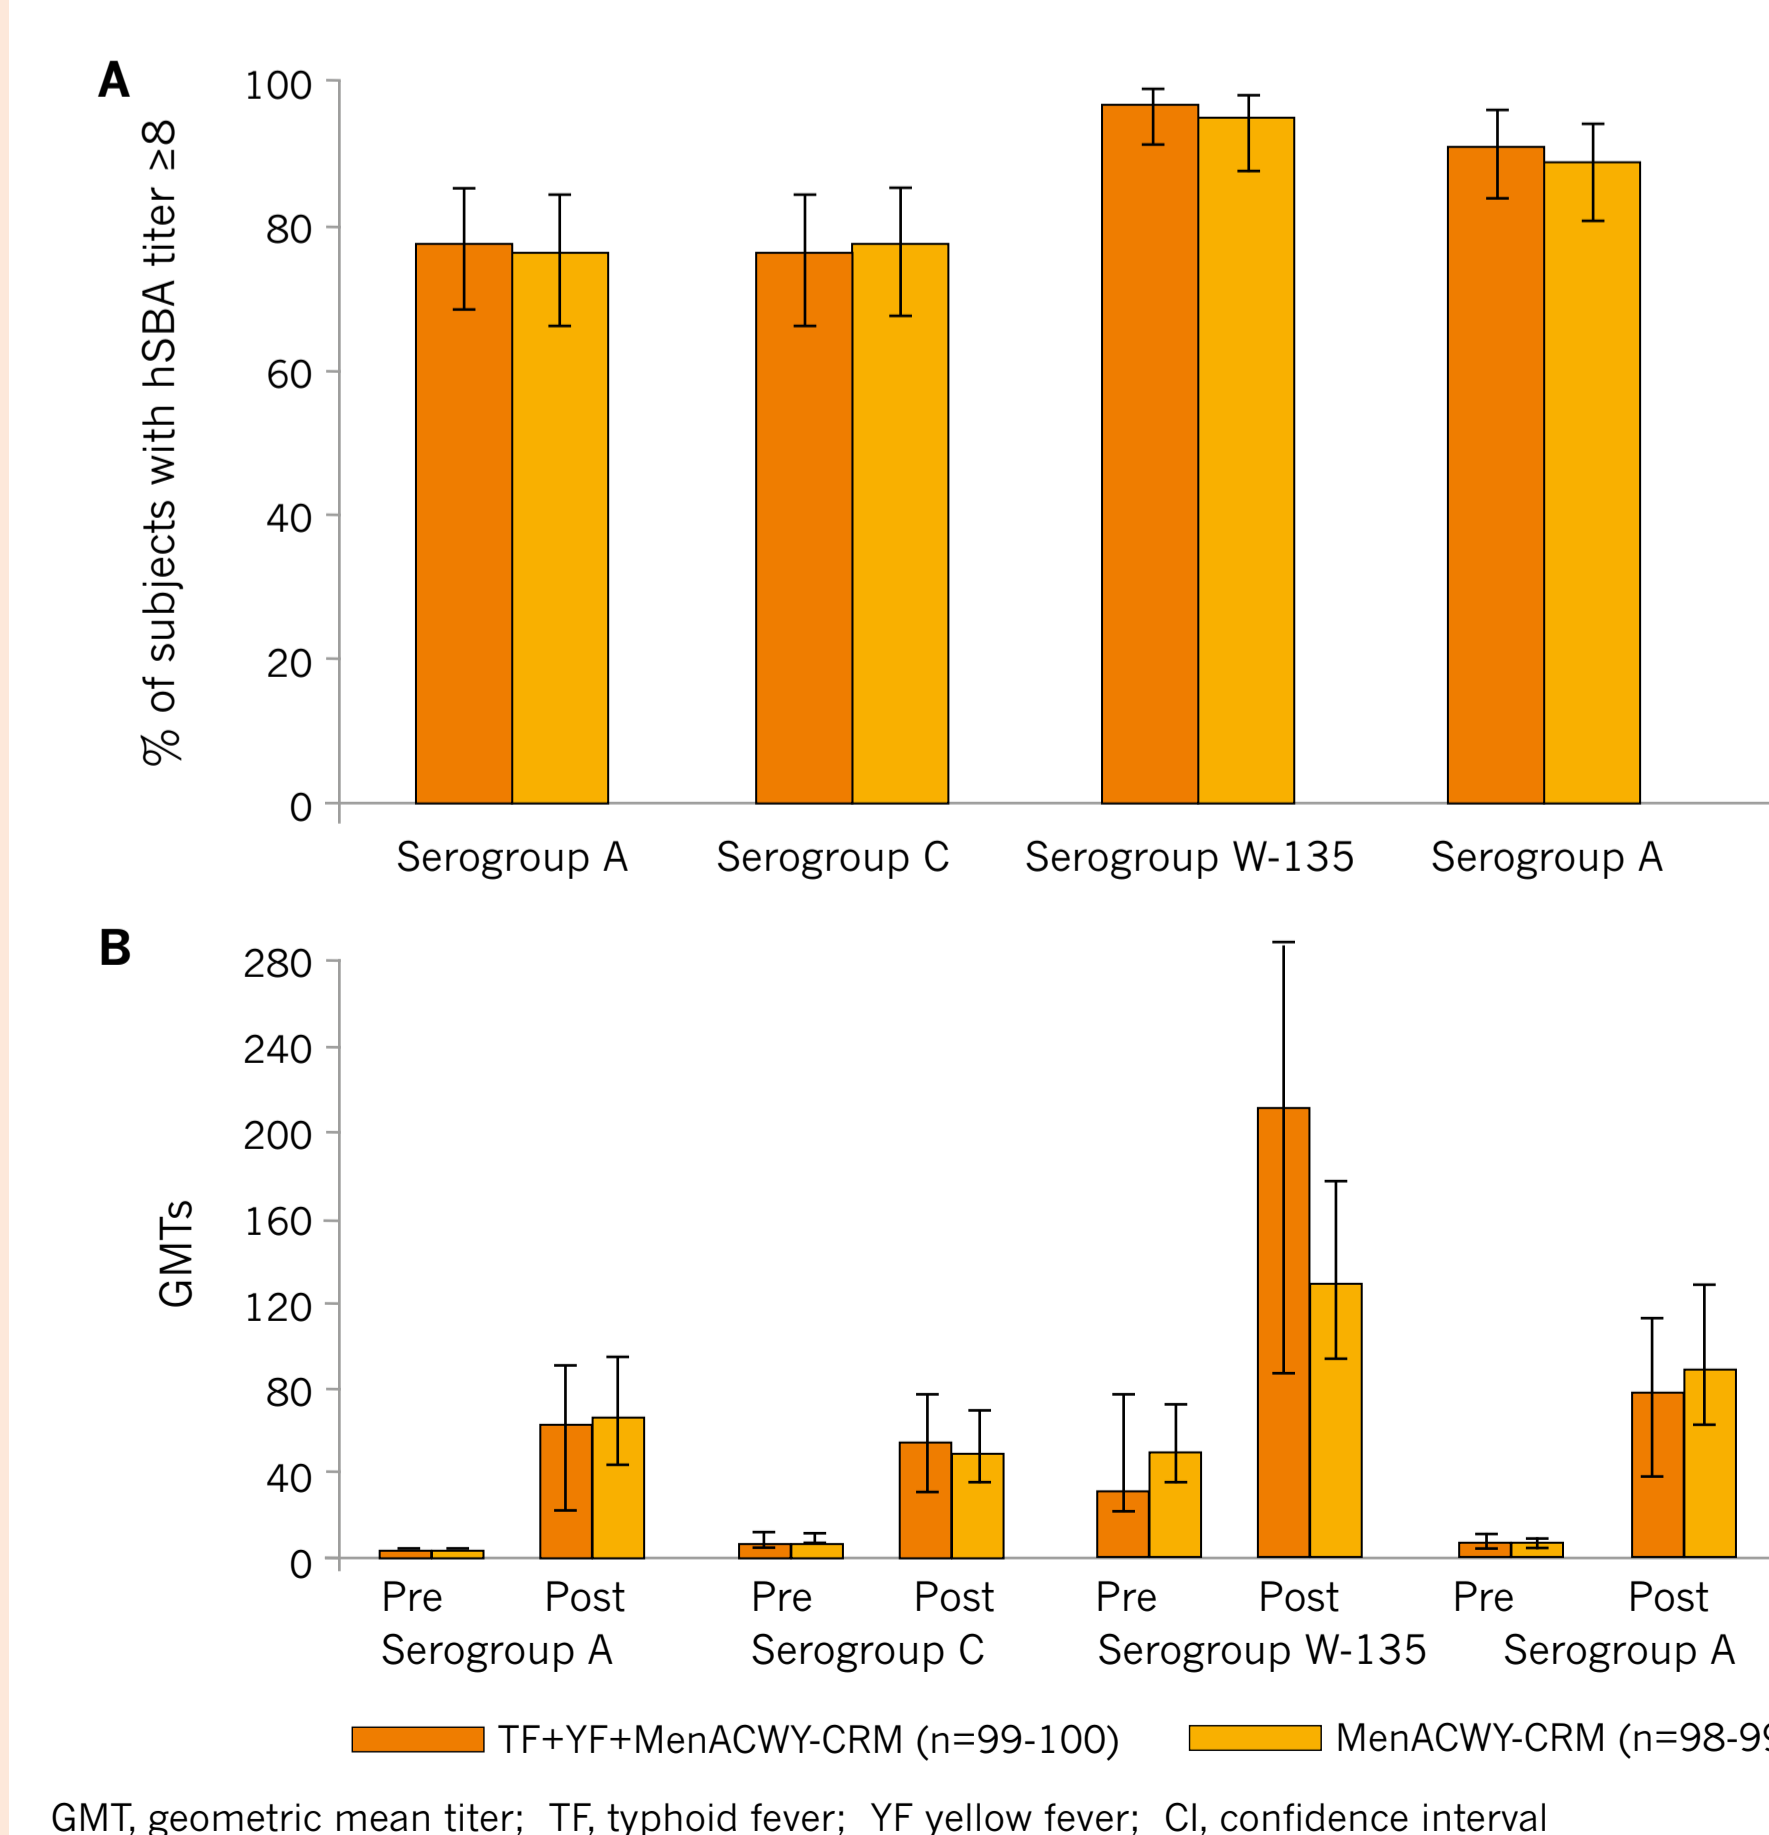 A
% of subjects with hSBA titer ≥8
100
80
60
40
20
0
Serogroup A Serogroup C Serogroup W-135 Serogroup A
B
GMTs
280
240
200
160
120
80
40
0
Pre Post Pre Post Pre Post Pre Post
Serogroup A Serogroup C Serogroup W-135 Serogroup A
TF+YF+MenACWY-CRM (n=99-100) MenACWY-CRM (n=98-99
GMT, geometric mean titer; TF, typhoid fever; YF yellow fever; CI, confidence interval